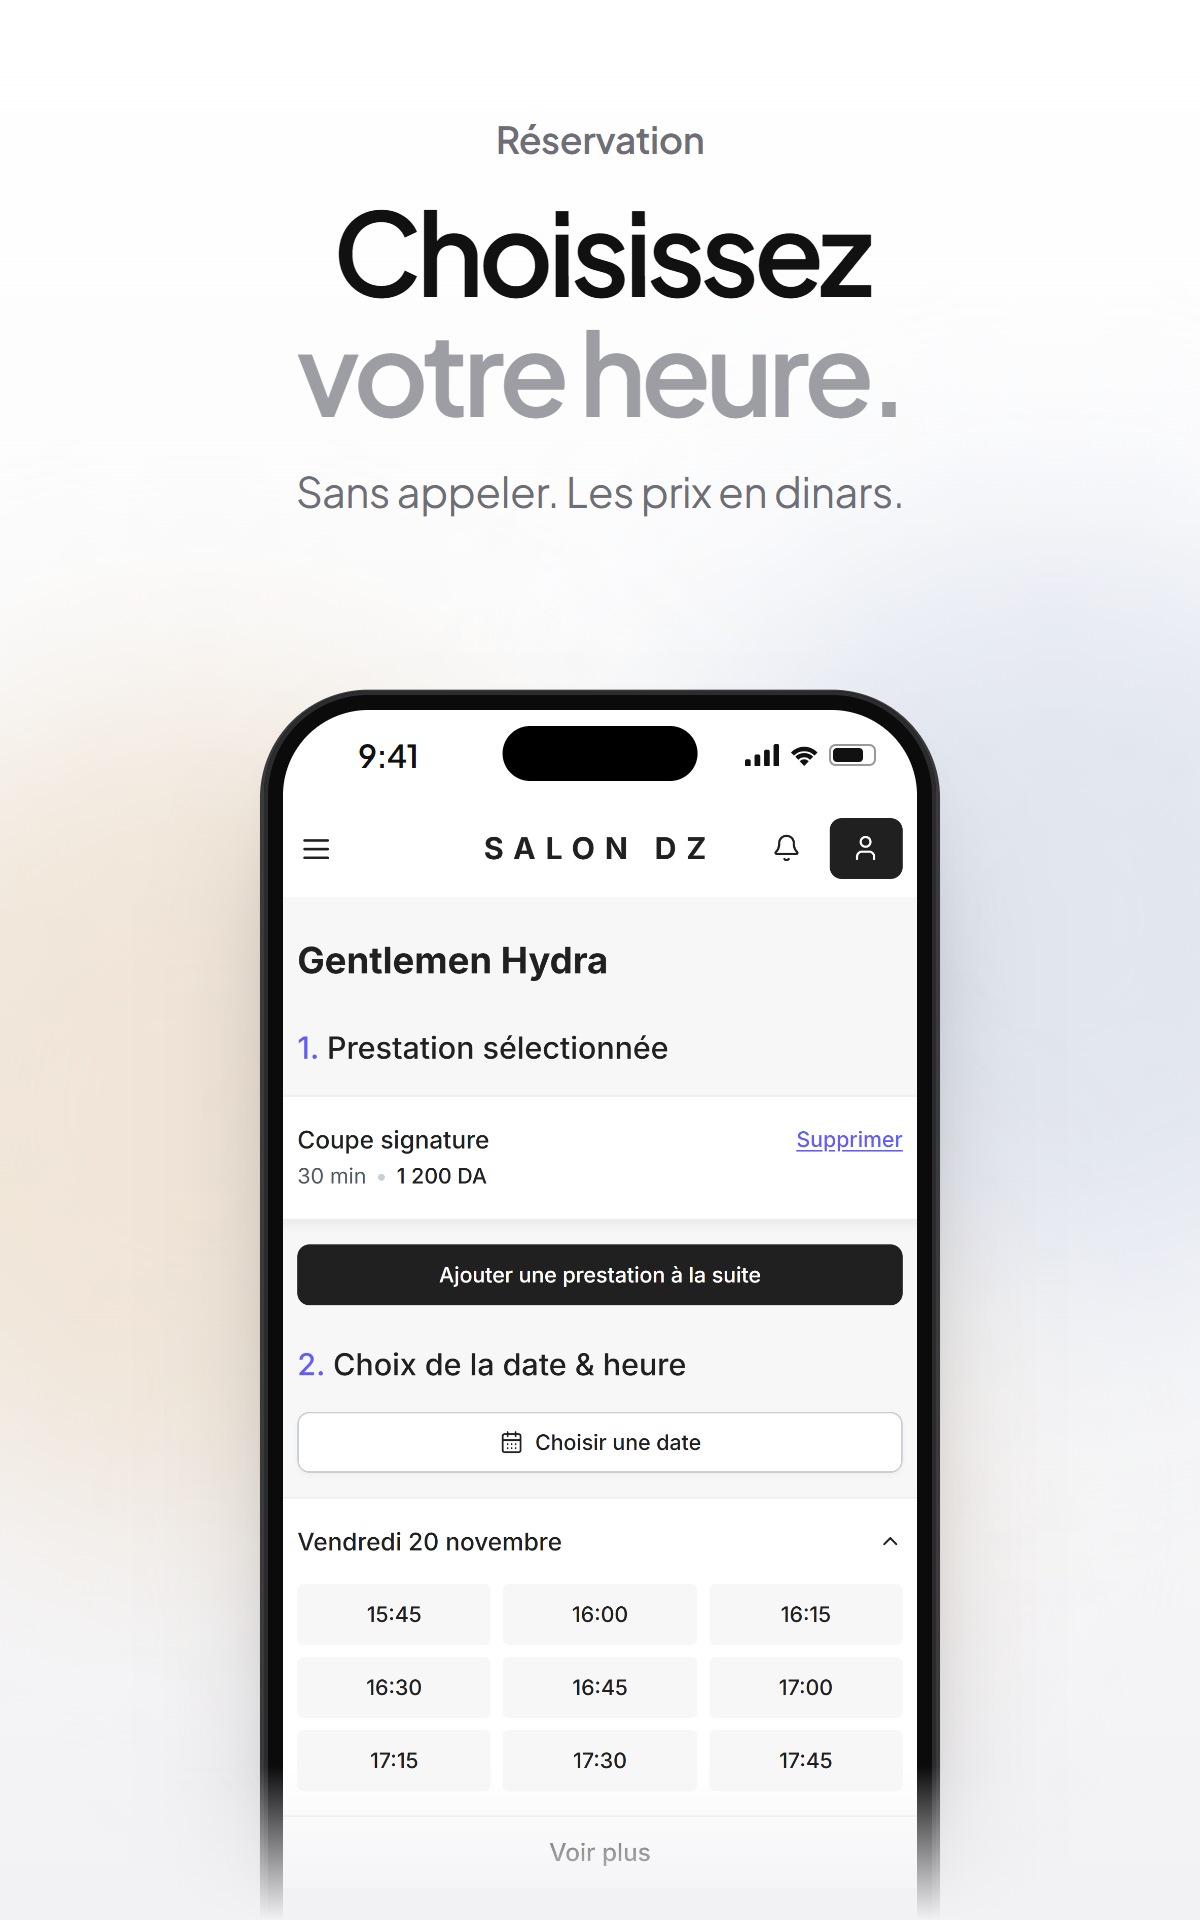 Réservation
Choisissez
votre heure.
Sans appeler. Les prix en dinars.
9:41
SALON DZ
Gentlemen Hydra
1. Prestation sélectionnée
Coupe signature
Supprimer
30 min • 1 200 DA
Ajouter une prestation à la suite
2. Choix de la date & heure
Choisir une date
Vendredi 20 novembre
15:45 16:00 16:15
16:30 16:45 17:00
17:15 17:30 17:45
Voir plus